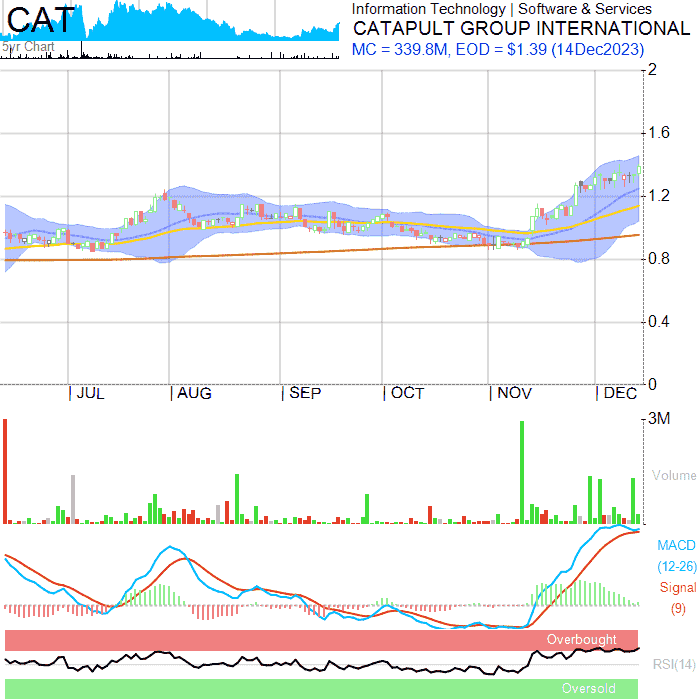 CAT
5yr Chart
Information Technology | Software & Services
CATAPULT GROUP INTERNATIONAL
MC = 339.8M, EOD = $1.39 (14Dec2023)
2
1.6
1.2
0.8
0.4
0
| JUL | AUG | SEP | OCT | NOV | DEC
3M
Volume
MACD
(12-26)
Signal
(9)
Overbought
RSI(14)
Oversold